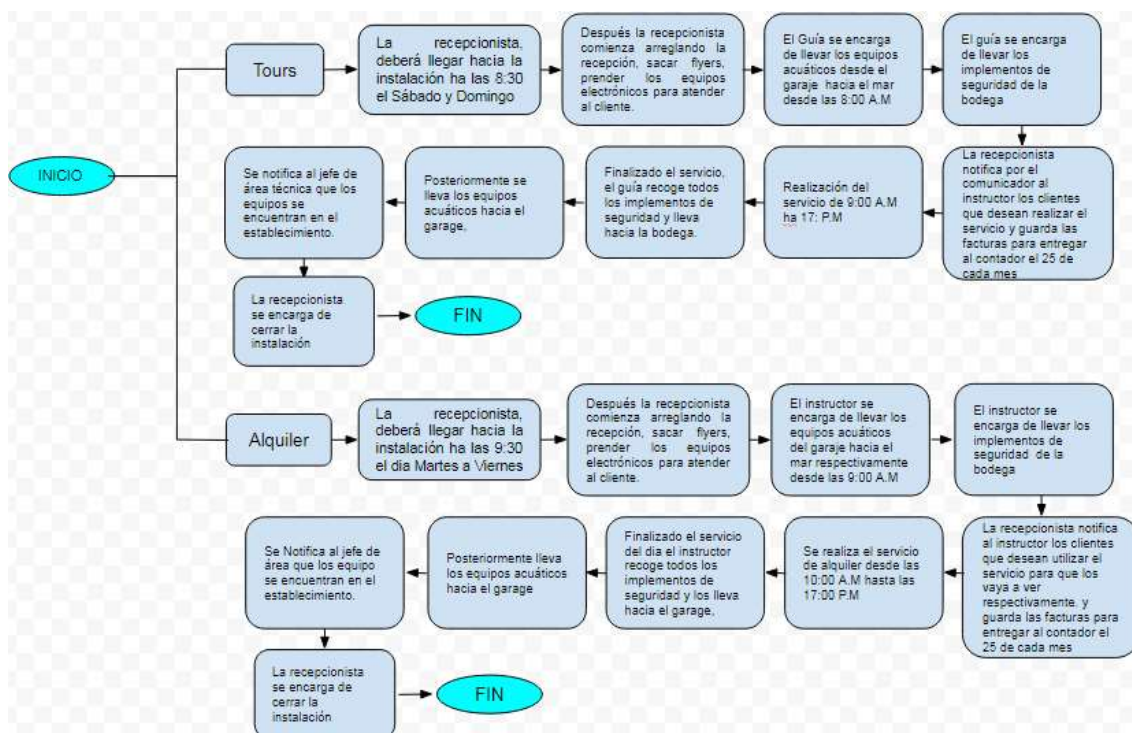 INICIO
Tours
La recepcionista,
deberá llegar hacia la
instalación ha las 8:30
el Sábado y Domingo
Después la recepcionista
comienza arreglando la
recepción, sacar flyers,
prender los equipos
electrónicos para atender
al cliente.
El Guía se encarga
de llevar los equipos
acuáticos desde el
garaje hacia el mar
desde las 8:00 A.M
El guía se encarga
de llevar los
implementos de
seguridad de la
bodega
La recepcionista
notifica por el
comunicador al
instructor los clientes
que desean realizar el
servicio y guarda las
facturas para entregar
al contador el 25 de
cada mes
Realización del
servicio de 9:00 A.M
ha 17: P.M
Finalizado el servicio,
el guía recoge todos
los implementos de
seguridad y lleva
hacia la bodega.
Posteriormente se
lleva los equipos
acuáticos hacia el
garage,
Se notifica al jefe de
área técnica que los
equipos se
encuentran en el
establecimiento.
La recepcionista
se encarga de
cerrar la
instalación
FIN
Alquiler
La recepcionista,
deberá llegar hacia la
instalación ha las 9:30
el dia Martes a Viernes
Después la recepcionista
comienza arreglando la
recepción, sacar flyers,
prender los equipos
electrónicos para atender
al cliente.
El instructor se
encarga de llevar los
equipos acuáticos
del garaje hacia el
mar respectivamente
desde las 9:00 A.M
El instructor se
encarga de llevar los
implementos de
seguridad de la
bodega
La recepcionista notifica
al instructor los clientes
que desean utilizar el
servicio para que los
vaya a ver
respectivamente. y
guarda las facturas para
entregar al contador el
25 de cada mes
Se realiza el servicio
de alquiler desde las
10:00 A.M hasta las
17:00 P.M
Finalizado el servicio
del dia el instructor
recoge todos los
implementos de
seguridad y los lleva
hacia el garage,
Posteriormente lleva
los equipos acuáticos
hacia el garage
Se Notifica al jefe de
área que los equipo
se encuentran en el
establecimiento.
La recepcionista
se encarga de
cerrar la
instalación
FIN